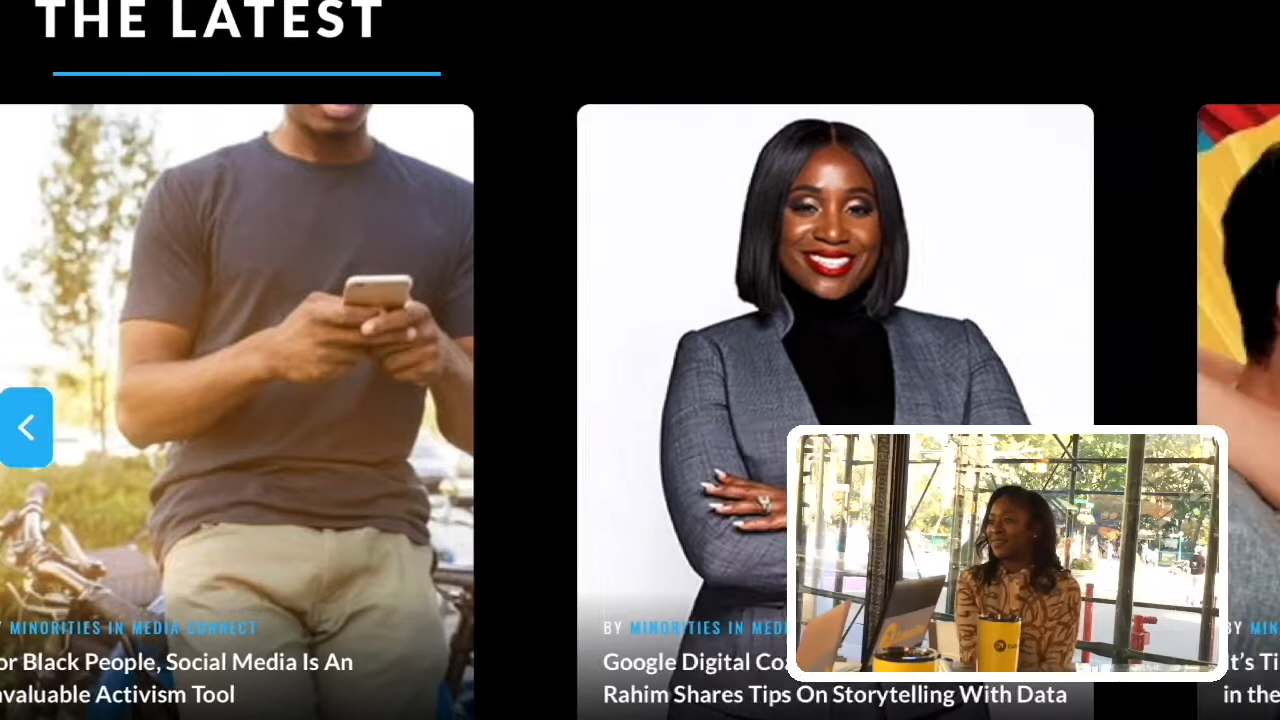 THE LATEST
MINORITIES IN MEDIA CONNECT
or Black People, Social Media Is An
nvaluable Activism Tool
BY MINORITIES IN MEDI
Google Digital Coa
Rahim Shares Tips On Storytelling With Data
BY MIN
t's Ti
in the